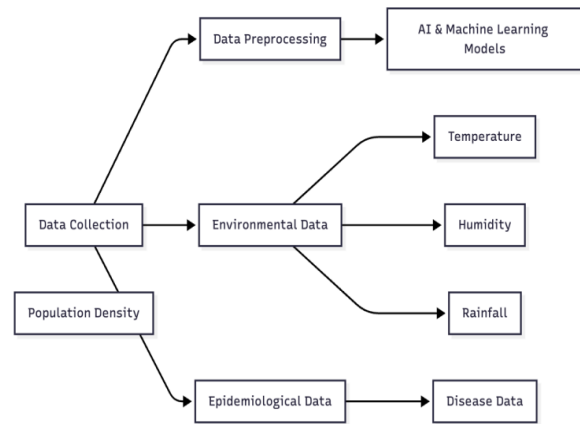 Data Preprocessing
AI & Machine Learning
Models
Temperature
Data Collection
Environmental Data
Humidity
Population Density
Rainfall
Epidemiological Data
Disease Data